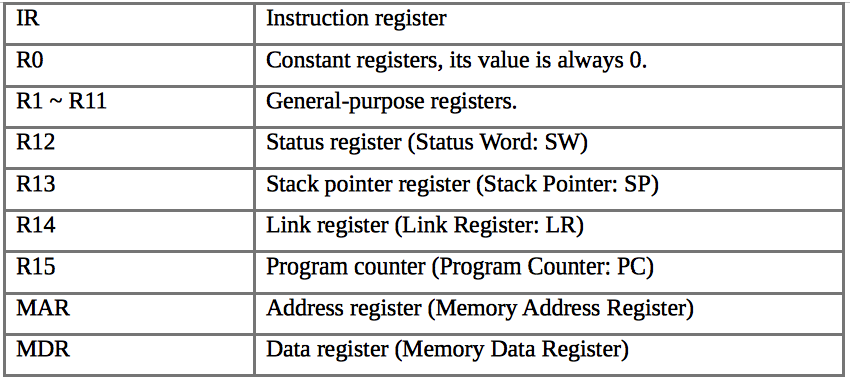 IR Instruction register
R0 Constant registers, its value is always 0.
R1 ~ R11 General-purpose registers.
R12 Status register (Status Word: SW)
R13 Stack pointer register (Stack Pointer: SP)
R14 Link register (Link Register: LR)
R15 Program counter (Program Counter: PC)
MAR Address register (Memory Address Register)
MDR Data register (Memory Data Register)